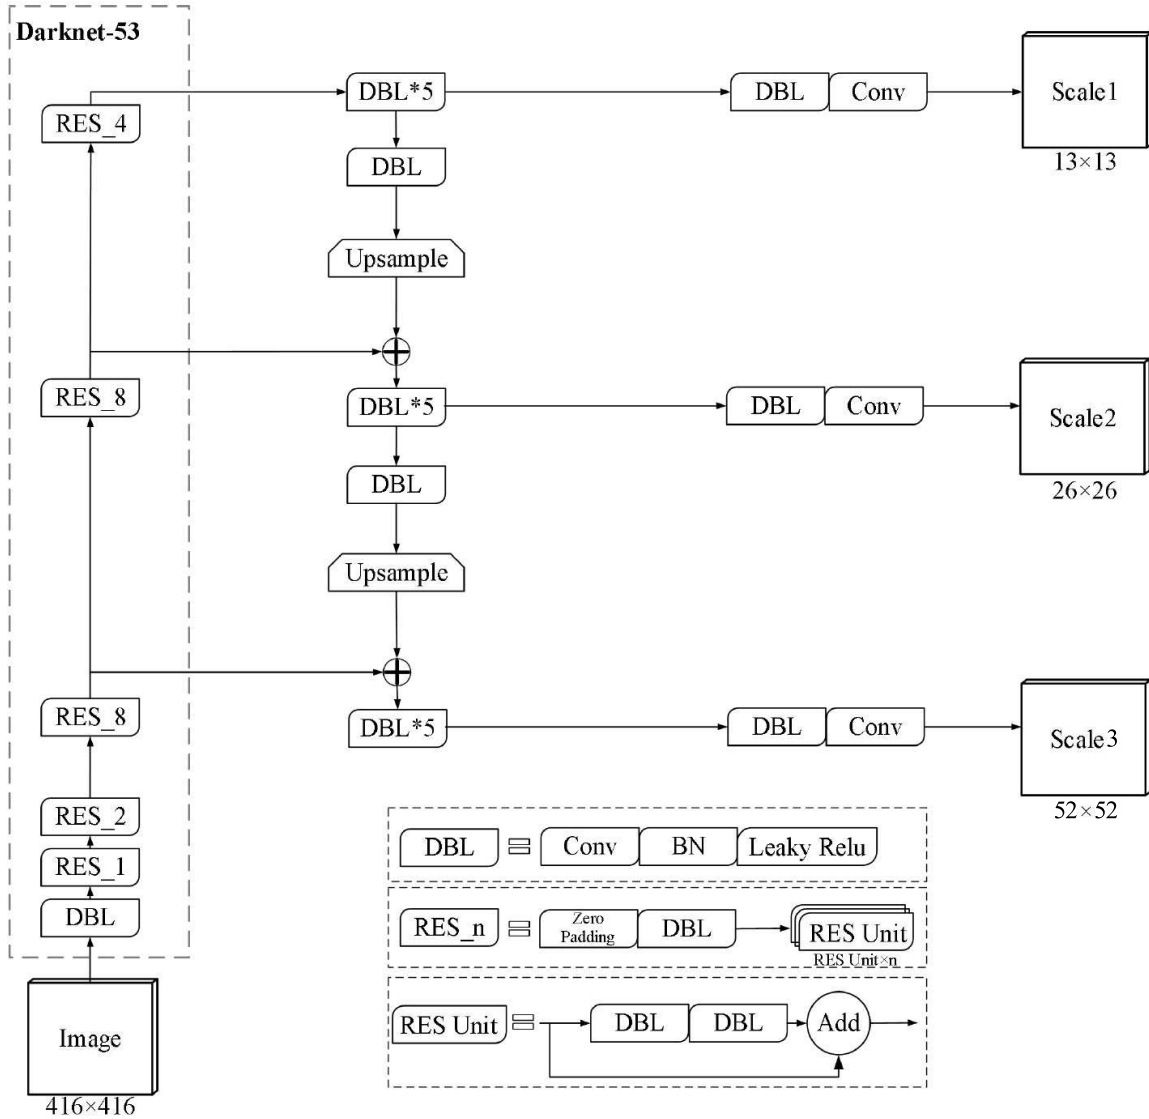 Darknet-53
RES_4
DBL*5
DBL
Conv
Scale1
13×13
DBL
Upsample
RES_8
DBL*5
DBL
Conv
Scale2
26×26
DBL
Upsample
RES_8
DBL*5
DBL
Conv
Scale3
52×52
RES_2
RES_1
DBL
Image
416×416
DBL = Conv BN Leaky Relu
RES_n = Zero Padding DBL RES Unit
RES Unit×n
RES Unit = DBL DBL Add